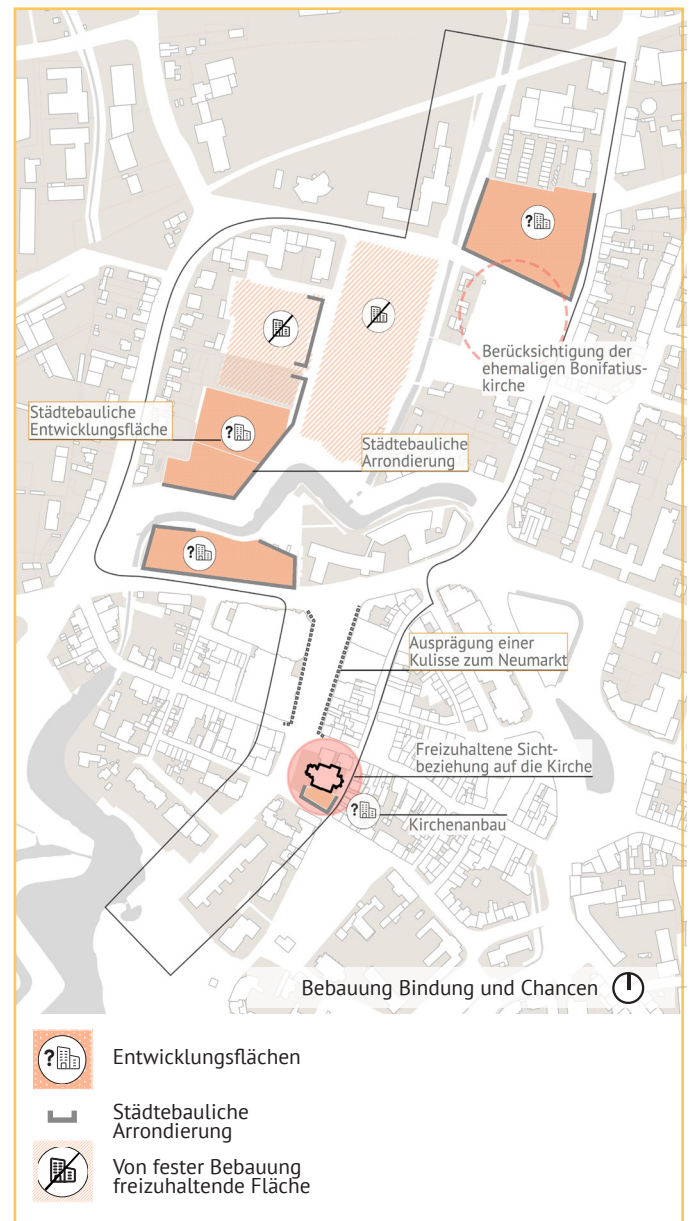 ?
Berücksichtigung der
ehemaligen Bonifatius-
kirche
Städtebauliche
Entwicklungsfläche
?
Städtebauliche
Arrondierung
?
Ausprägung einer
Kulisse zum Neumarkt
Freizuhaltene Sicht-
beziehung auf die Kirche
?
Kirchenanbau
Bebauung Bindung und Chancen
?
Entwicklungsflächen
Städtebauliche
Arrondierung
Von fester Bebauung
freizuhaltende Fläche